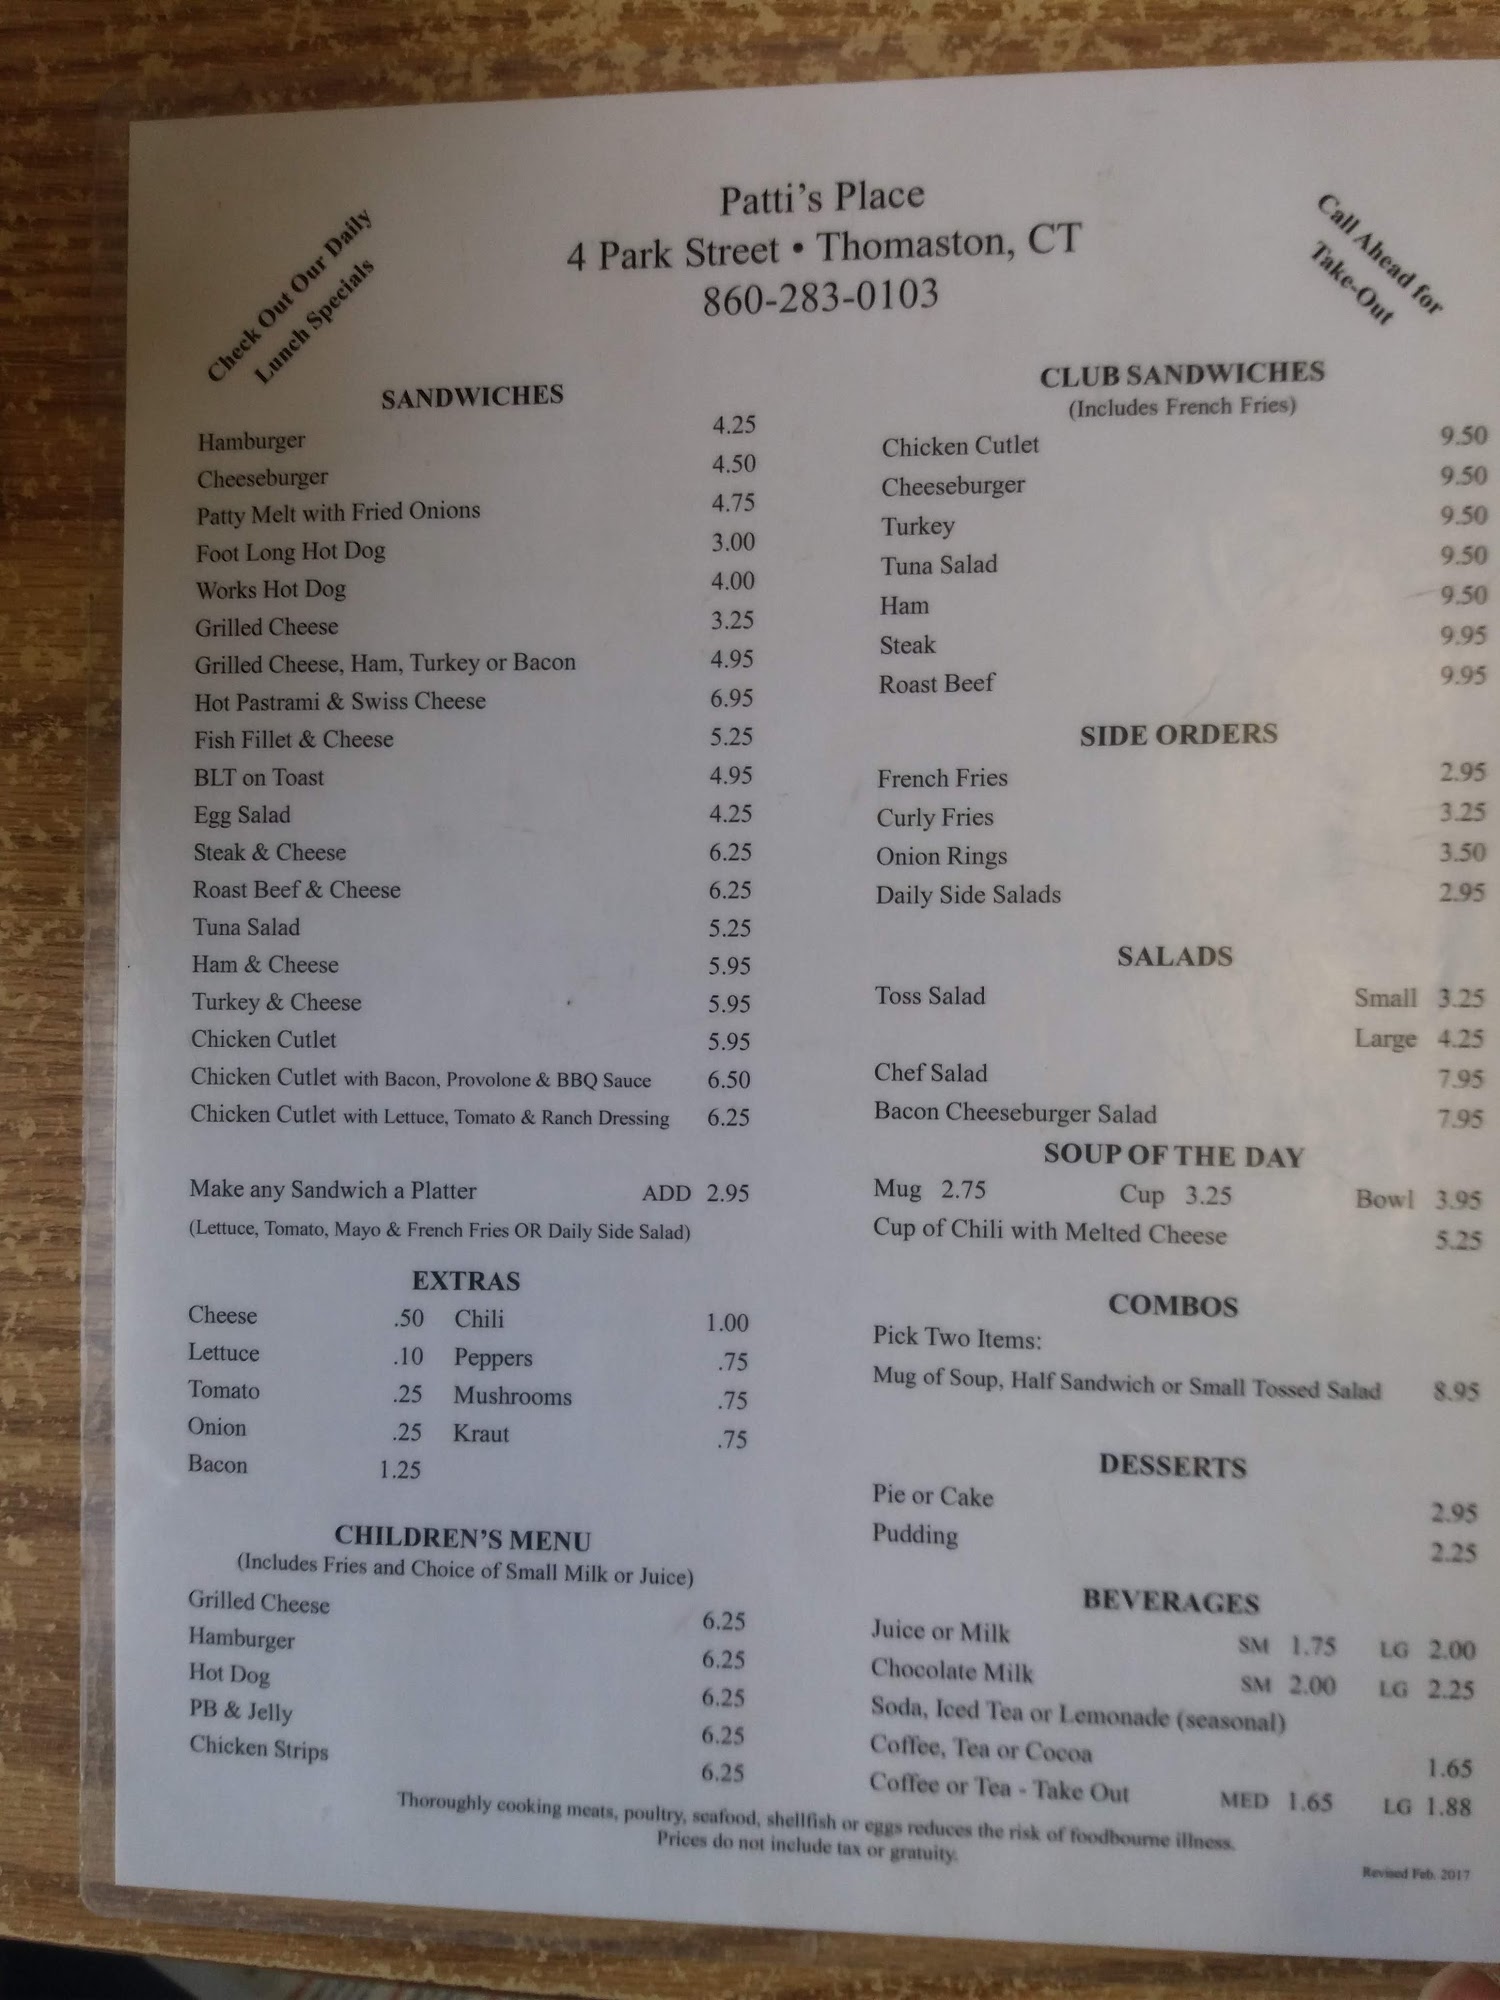 Check Out Our Daily
Lunch Specials
Patti's Place
4 Park Street • Thomaston, CT
860-283-0103
Call Ahead for
Take-Out
SANDWICHES
Hamburger 4.25
Cheeseburger 4.50
Patty Melt with Fried Onions 4.75
Foot Long Hot Dog 3.00
Works Hot Dog 4.00
Grilled Cheese 3.25
Grilled Cheese, Ham, Turkey or Bacon 4.95
Hot Pastrami & Swiss Cheese 6.95
Fish Fillet & Cheese 5.25
BLT on Toast 4.95
Egg Salad 4.25
Steak & Cheese 6.25
Roast Beef & Cheese 6.25
Tuna Salad 5.25
Ham & Cheese 5.95
Turkey & Cheese 5.95
Chicken Cutlet 5.95
Chicken Cutlet with Bacon, Provolone & BBQ Sauce 6.50
Chicken Cutlet with Lettuce, Tomato & Ranch Dressing 6.25
Make any Sandwich a Platter ADD 2.95
(Lettuce, Tomato, Mayo & French Fries OR Daily Side Salad)
EXTRAS
Cheese .50 Chili 1.00
Lettuce .10 Peppers .75
Tomato .25 Mushrooms .75
Onion .25 Kraut .75
Bacon 1.25
CHILDREN'S MENU
(Includes Fries and Choice of Small Milk or Juice)
Grilled Cheese 6.25
Hamburger 6.25
Hot Dog 6.25
PB & Jelly 6.25
Chicken Strips 6.25
CLUB SANDWICHES
(Includes French Fries)
Chicken Cutlet 9.50
Cheeseburger 9.50
Turkey 9.50
Tuna Salad 9.50
Ham 9.50
Steak 9.95
Roast Beef 9.95
SIDE ORDERS
French Fries 2.95
Curly Fries 3.25
Onion Rings 3.50
Daily Side Salads 2.95
SALADS
Toss Salad Small 3.25
Large 4.25
Chef Salad 7.95
Bacon Cheeseburger Salad 7.95
SOUP OF THE DAY
Mug 2.75 Cup 3.25 Bowl 3.95
Cup of Chili with Melted Cheese 5.25
COMBOS
Pick Two Items:
Mug of Soup, Half Sandwich or Small Tossed Salad 8.95
DESSERTS
Pie or Cake 2.95
Pudding 2.25
BEVERAGES
Juice or Milk SM 1.75 LG 2.00
Chocolate Milk SM 2.00 LG 2.25
Soda, Iced Tea or Lemonade (seasonal)
Coffee, Tea or Cocoa 1.65
Coffee or Tea - Take Out MED 1.65 LG 1.88
Thoroughly cooking meats, poultry, seafood, shellfish or eggs reduces the risk of foodbourne illness.
Prices do not include tax or gratuity.
Revised Feb. 2017